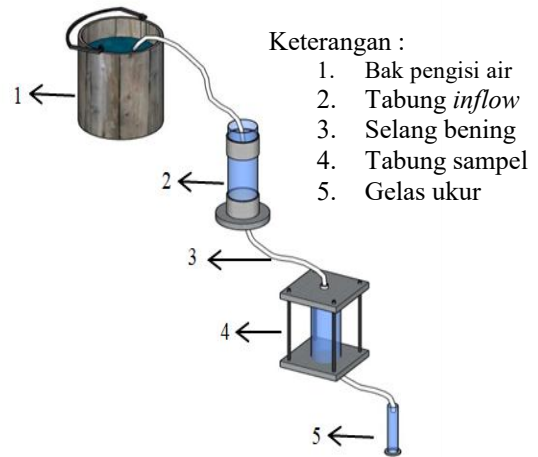 Keterangan :
1. Bak pengisi air
2. Tabung inflow
3. Selang bening
4. Tabung sampel
5. Gelas ukur
1
2
3
4
5